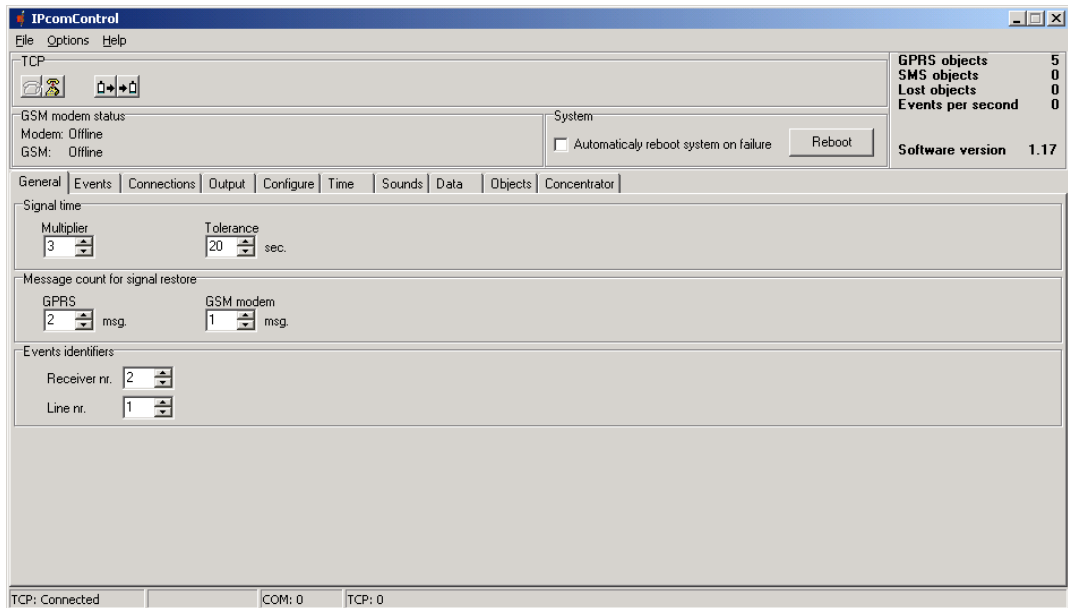 IPcomControl
File Options Help
TCP
GPRS objects 5
SMS objects 0
Lost objects 0
Events per second 0
Software version 1.17
GSM modem status
Modem: Offline
GSM: Offline
System
Automaticaly reboot system on failure
Reboot
General Events Connections Output Configure Time Sounds Data Objects Concentrator
Signal time
Multiplier Tolerance
3 20 sec.
Message count for signal restore
GPRS GSM modem
2 msg. 1 msg.
Events identifiers
Receiver nr. 2
Line nr. 1
TCP: Connected COM: 0 TCP: 0